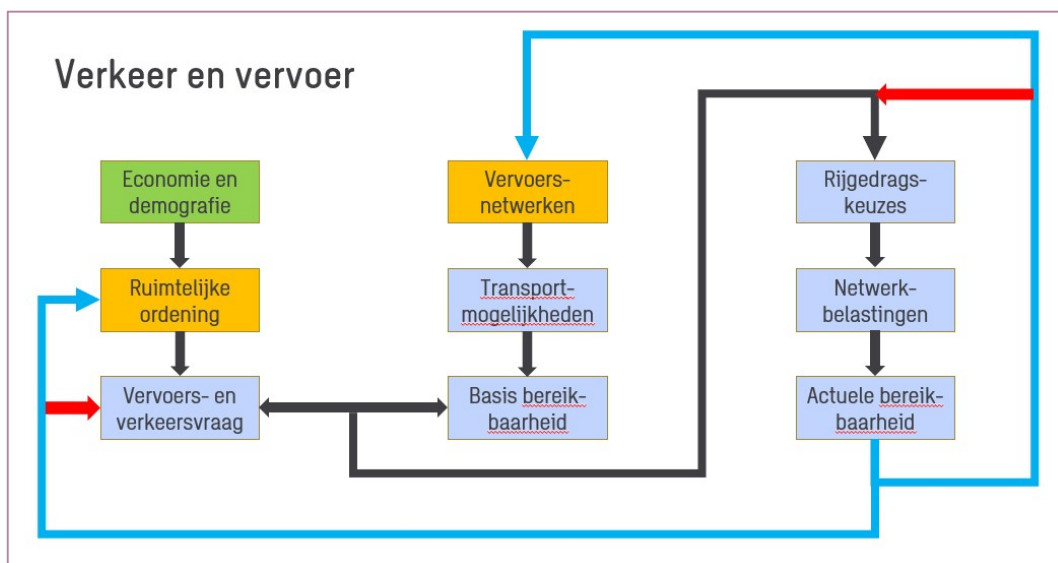 Verkeer en vervoer
Economie en
demografie
Ruimtelijke
ordening
Vervoers- en
verkeersvraag
Vervoers-
netwerken
Transport-
mogelijkheden
Basis bereik-
baarheid
Rijgedrags-
keuzes
Netwerk-
belastingen
Actuele bereik-
baarheid